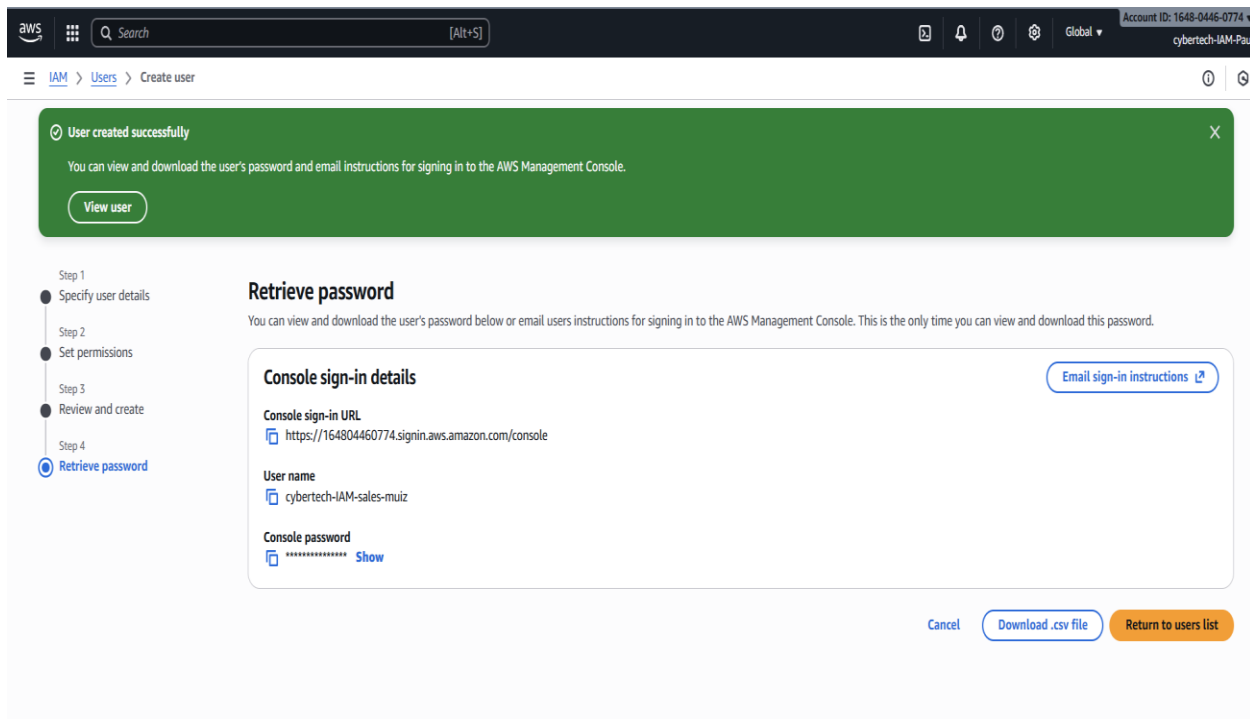 aws
Search
[Alt+S]
Global
Account ID: 1648-0446-0774
cybertech-IAM-Pau
IAM > Users > Create user
User created successfully
You can view and download the user's password and email instructions for signing in to the AWS Management Console.
View user
Step 1
Specify user details
Step 2
Set permissions
Step 3
Review and create
Step 4
Retrieve password
Retrieve password
You can view and download the user's password below or email users instructions for signing in to the AWS Management Console. This is the only time you can view and download this password.
Console sign-in details
Email sign-in instructions
Console sign-in URL
https://164804460774.signin.aws.amazon.com/console
User name
cybertech-IAM-sales-muiz
Console password
*************** Show
Cancel
Download .csv file
Return to users list